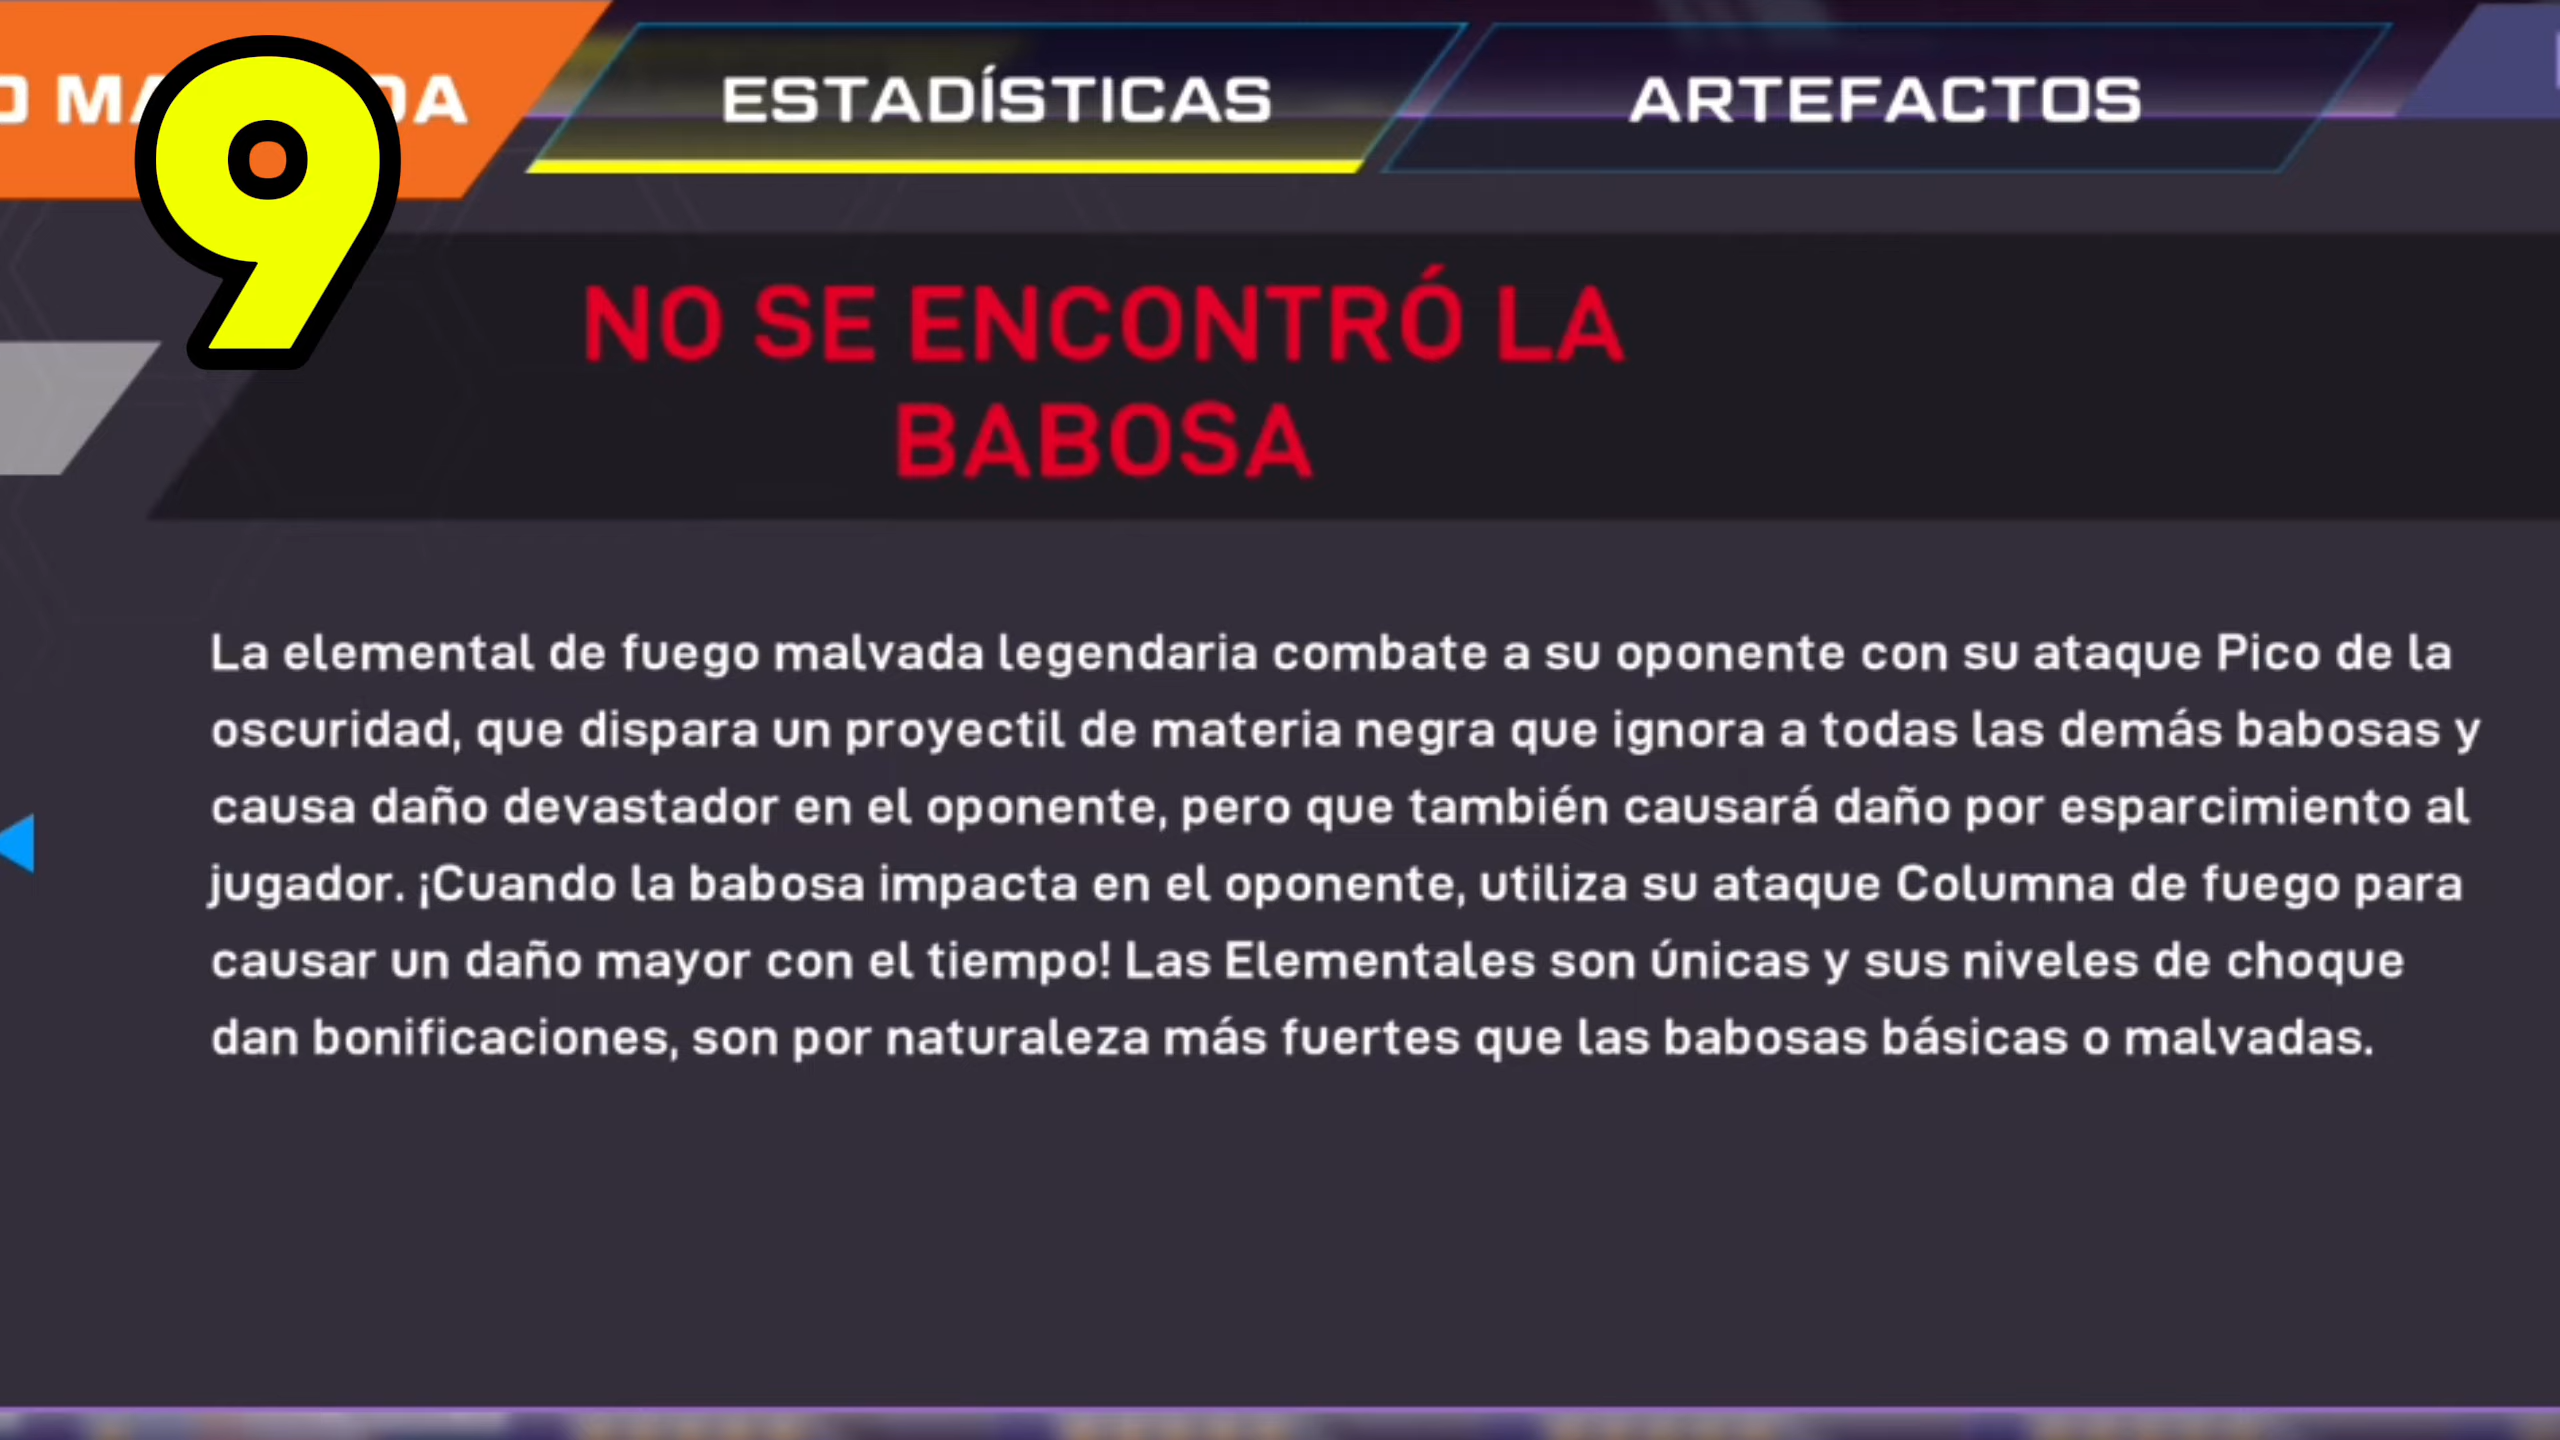 9
ESTADÍSTICAS
ARTEFACTOS
NO SE ENCONTRÓ LA
BABOSA
La elemental de fuego malvada legendaria combate a su oponente con su ataque Pico de la
oscuridad, que dispara un proyectil de materia negra que ignora a todas las demás babosas y
causa daño devastador en el oponente, pero que también causará daño por esparcimiento al
jugador. ¡Cuando la babosa impacta en el oponente, utiliza su ataque Columna de fuego para
causar un daño mayor con el tiempo! Las Elementales son únicas y sus niveles de choque
dan bonificaciones, son por naturaleza más fuertes que las babosas básicas o malvadas.